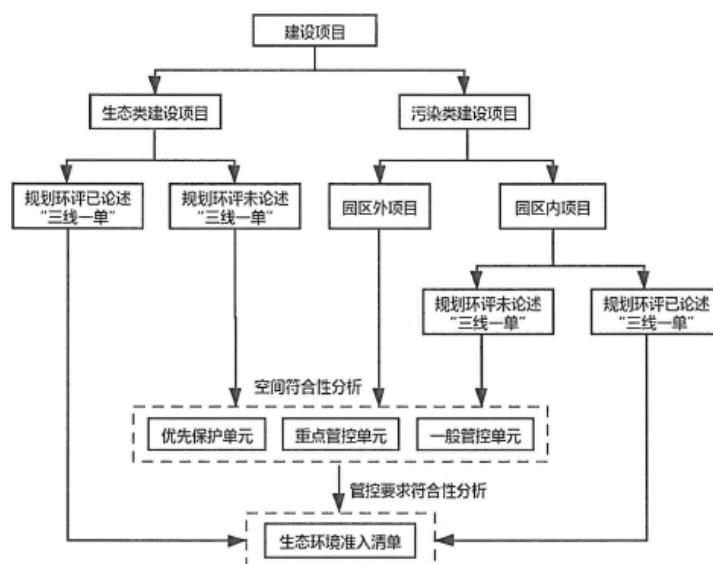 建设项目
生态类建设项目
污染类建设项目
规划环评已论述
“三线一单”
规划环评未论述
“三线一单”
园区外项目
园区内项目
规划环评未论述
“三线一单”
规划环评已论述
“三线一单”
空间符合性分析
优先保护单元
重点管控单元
一般管控单元
管控要求符合性分析
生态环境准入清单